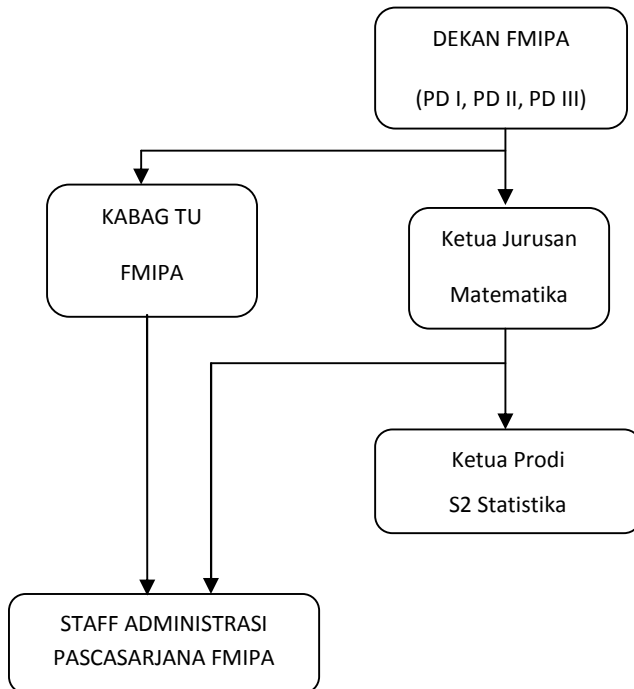 DEKAN FMIPA
(PD I, PD II, PD III)
KABAG TU
FMIPA
Ketua Jurusan
Matematika
Ketua Prodi
S2 Statistika
STAFF ADMINISTRASI
PASCASARJANA FMIPA